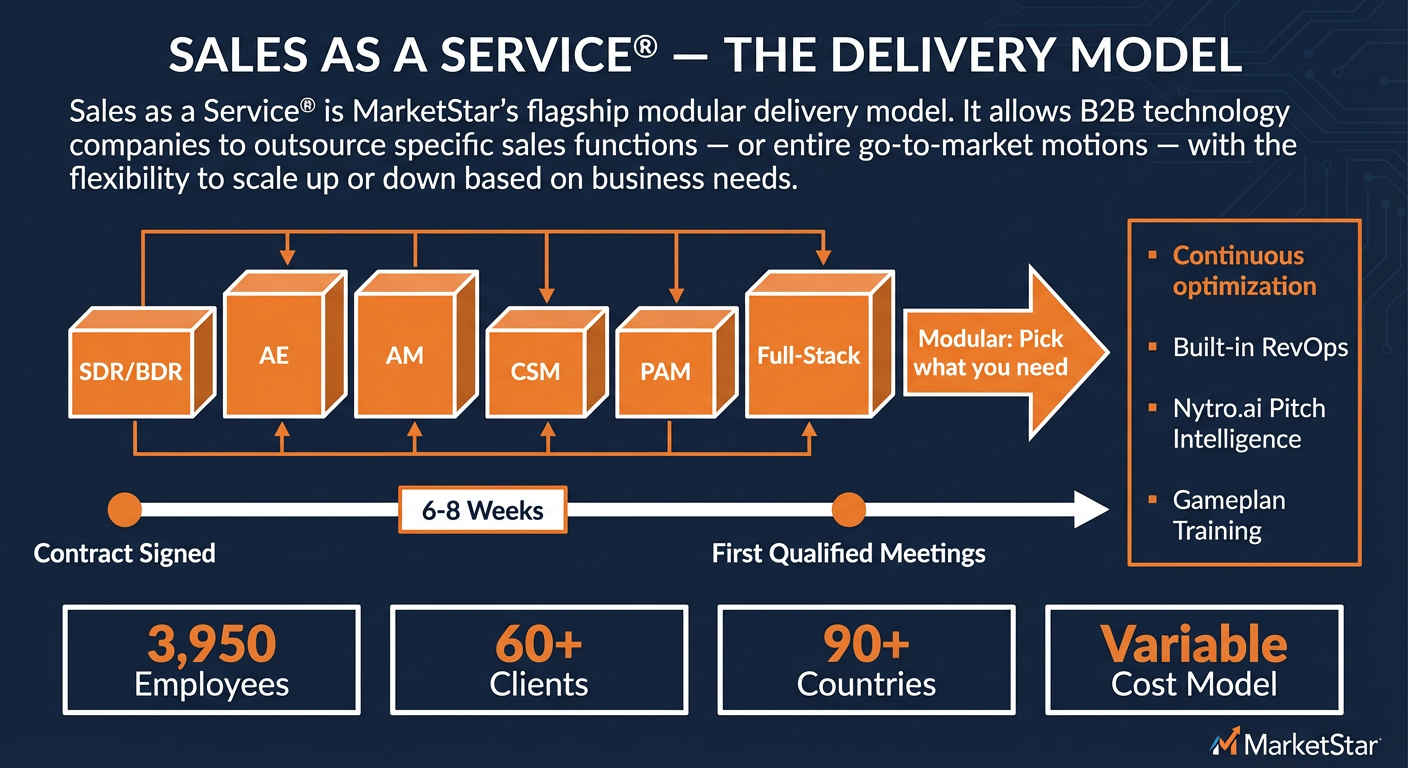 SALES AS A SERVICE® — THE DELIVERY MODEL
Sales as a Service® is MarketStar’s flagship modular delivery model. It allows B2B technology
companies to outsource specific sales functions — or entire go-to-market motions — with the
flexibility to scale up or down based on business needs.
SDR/BDR
AE
AM
CSM
PAM
Full-Stack
Modular: Pick
what you need
▪ Continuous
optimization
▪ Built-in RevOps
▪ Nytro.ai Pitch
Intelligence
▪ Gameplan
Training
6-8 Weeks
Contract Signed
First Qualified Meetings
3,950
Employees
60+
Clients
90+
Countries
Variable
Cost Model
MarketStar